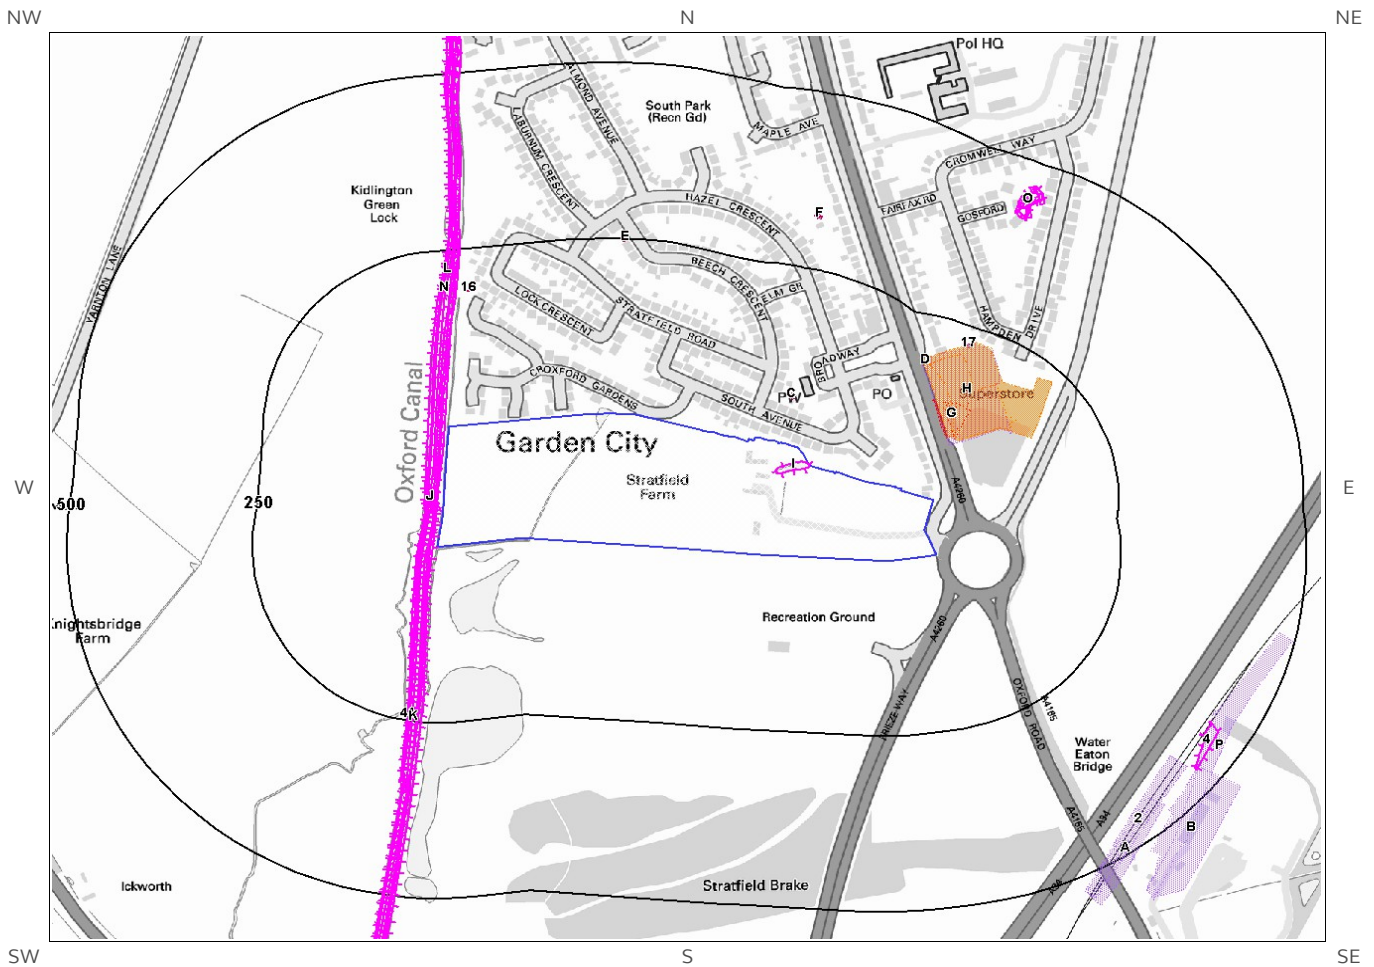 NW
N
NE
Pol HQ
ALMOND AVENUE
South Park
(Recn Gd)
MAPLE AVE
LABURNUM CRESCENT
CROMWELL WAY
Kidlington
Green
Lock
HAZEL CRESCENT
F
FAIRFAX RD
GOSFORD
O
E
YARNTON LANE
L
N
16
BEECH CRESCENT
ELM GR
LOCK CRESCENT
STRATFIELD ROAD
HAMPDEN
DRIVE
17
BROADWAY
D
Oxford Canal
CROXFORD GARDENS
C
PW
PO
H
Superstore
SOUTH AVENUE
G
Garden City
I
Stratfield
Farm
W
500
250
J
A4260
E
Knightsbridge
Farm
Recreation Ground
A4260
4
K
FRIEZE WAY
OXFORD ROAD
A4165
Water
Eaton
Bridge
4
P
2
B
A4165
A34
A
A34
Ickworth
Stratfield Brake
SW
S
SE